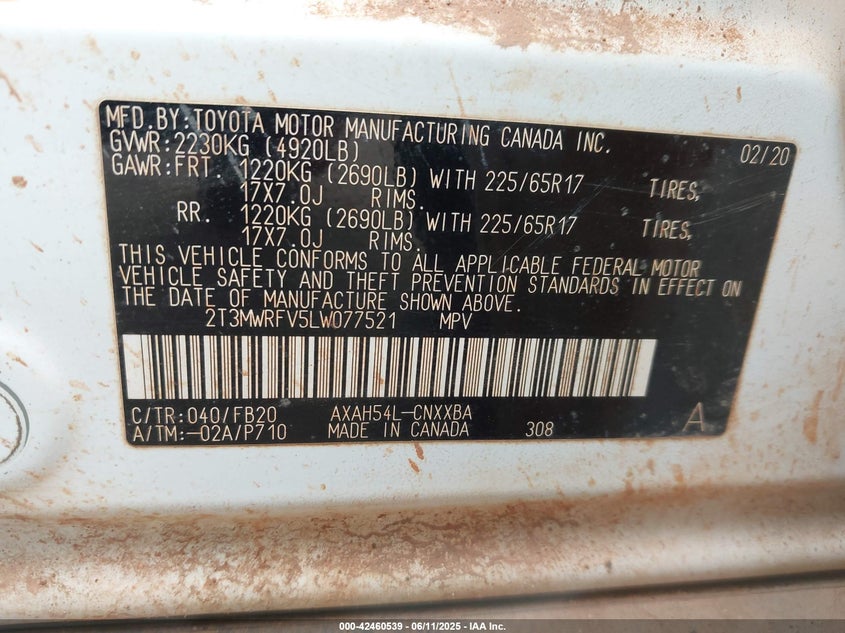 MFD.BY:TOYOTA MOTOR MANUFACTURING CANADA INC. 02/20
GVWR:2230KG (4920LB)
GAWR:FRT. 1220KG (2690LB) WITH 225/65R17 TIRES,
17X7.0J RIMS.
RR. 1220KG (2690LB) WITH 225/65R17 TIRES,
17X7.0J RIMS.
THIS VEHICLE CONFORMS TO ALL APPLICABLE FEDERAL MOTOR
VEHICLE SAFETY AND THEFT PREVENTION STANDARDS IN EFFECT ON
THE DATE OF MANUFACTURE SHOWN ABOVE.
2T3MWRFV5LW077521 MPV
C/TR:040/FB20 AXAH54L-CNXXBA A
A/TM:-02A/P710 MADE IN CANADA 308
000-42460539 - 06/11/2025 - IAA Inc.